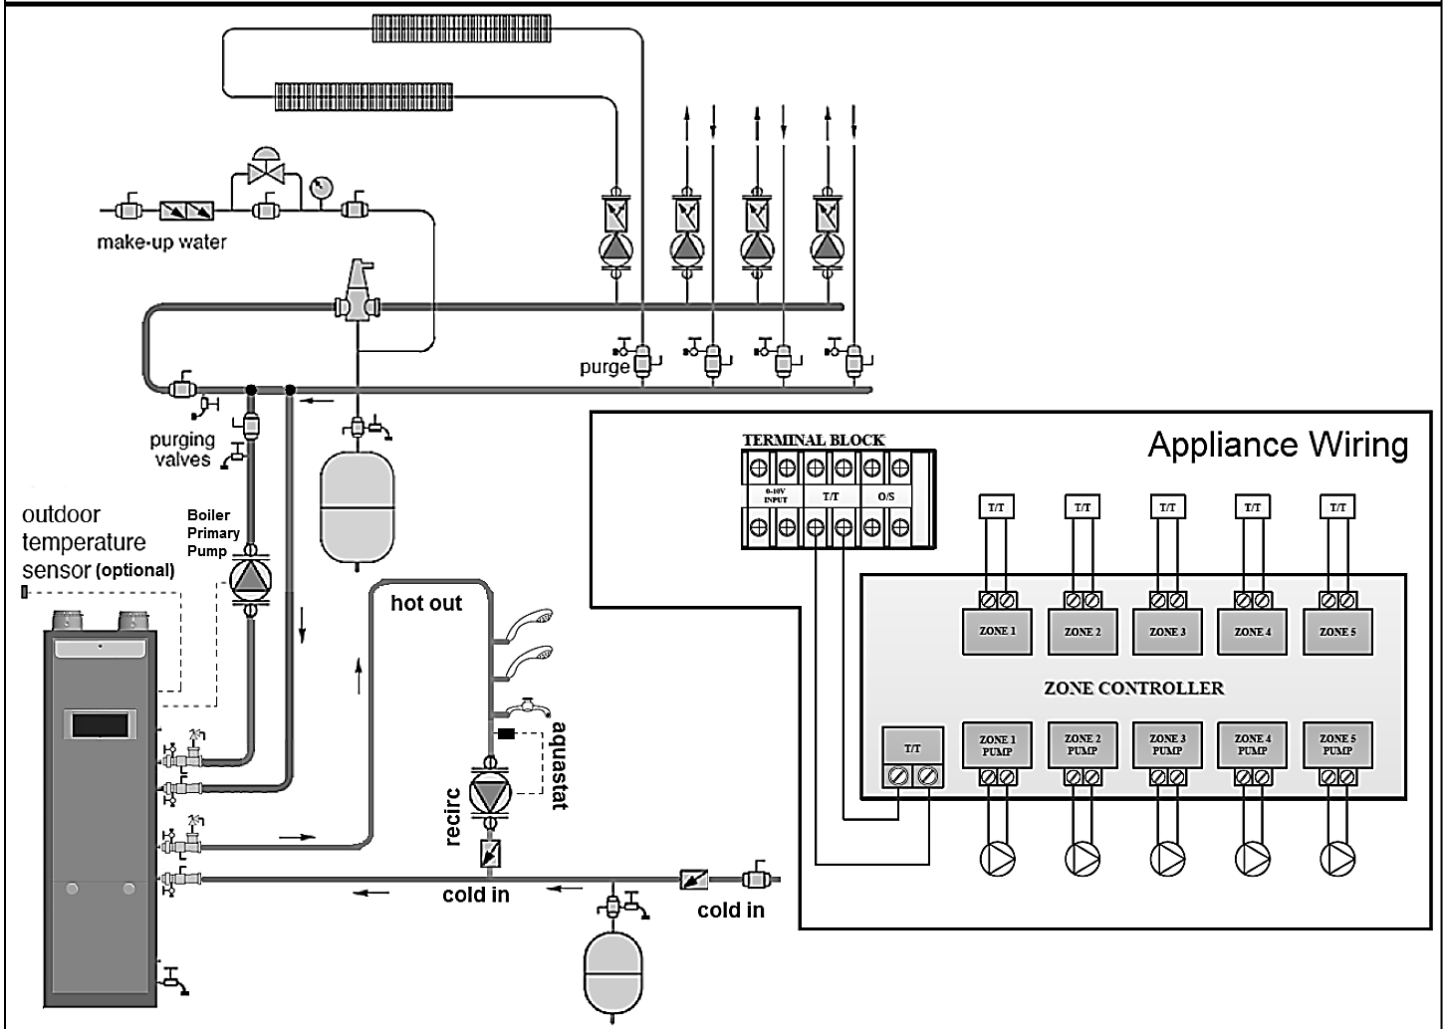 make-up water
purge
purging
valves
outdoor
temperature
sensor (optional)
Boiler
Primary
Pump
hot out
aquastat
recirc
cold in
cold in
Appliance Wiring
TERMINAL BLOCK
0-10V
INPUT
T/T
O/S
T/T
T/T
T/T
T/T
T/T
ZONE 1
ZONE 2
ZONE 3
ZONE 4
ZONE 5
ZONE CONTROLLER
T/T
ZONE 1
PUMP
ZONE 2
PUMP
ZONE 3
PUMP
ZONE 4
PUMP
ZONE 5
PUMP